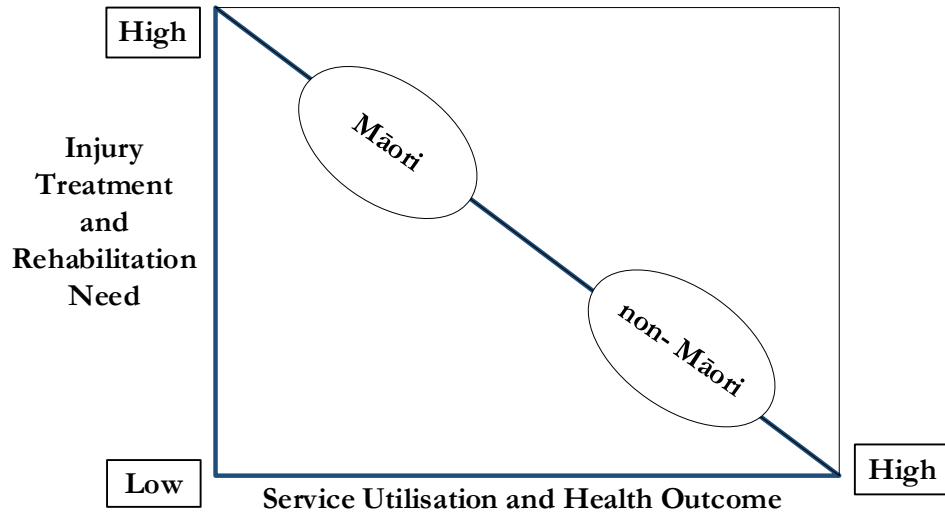 High
Injury
Treatment
and
Rehabilitation
Need
Māori
non- Māori
Low
Service Utilisation and Health Outcome
High